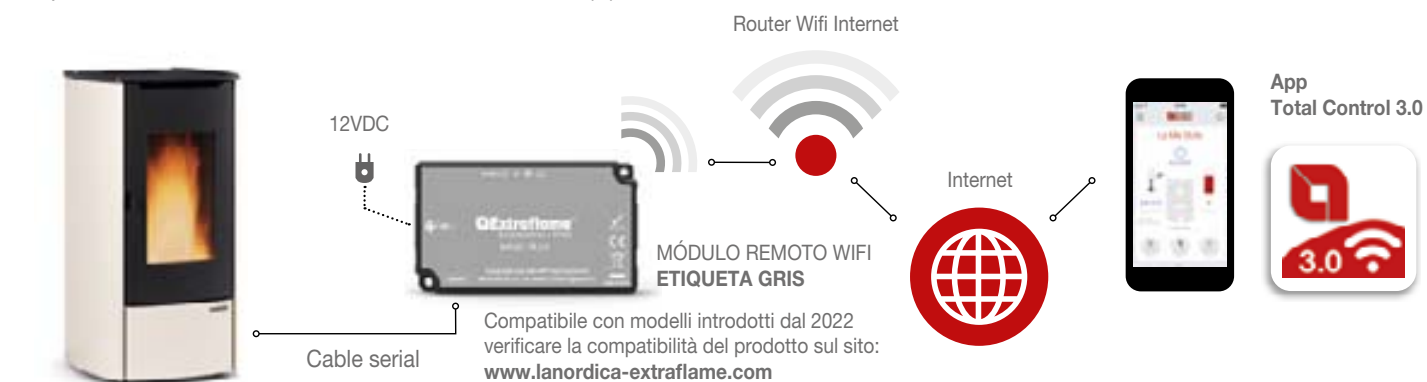 Router Wifi Internet
App
Total Control 3.0
12VDC
Internet
Extraflame
MÓDULO REMOTO WIFI
ETIQUETA GRIS
3.0
Compatibile con modelli introdotti dal 2022
verificare la compatibilità del prodotto sul sito:
www.lanordica-extraflame.com
Cable serial